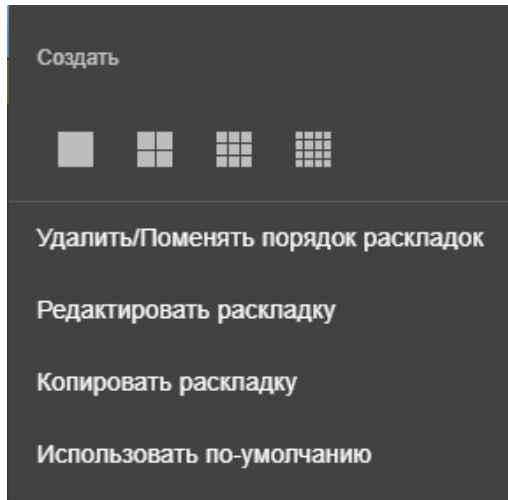 Создать
Удалить/Поменять порядок раскладок
Редактировать раскладку
Копировать раскладку
Использовать по-умолчанию